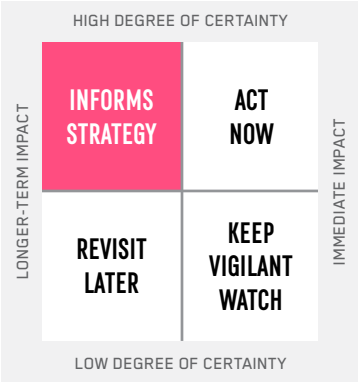 HIGH DEGREE OF CERTAINTY
LONGER-TERM IMPACT
INFORMS
STRATEGY
ACT
NOW
IMMEDIATE IMPACT
REVISIT
LATER
KEEP
VIGILANT
WATCH
LOW DEGREE OF CERTAINTY